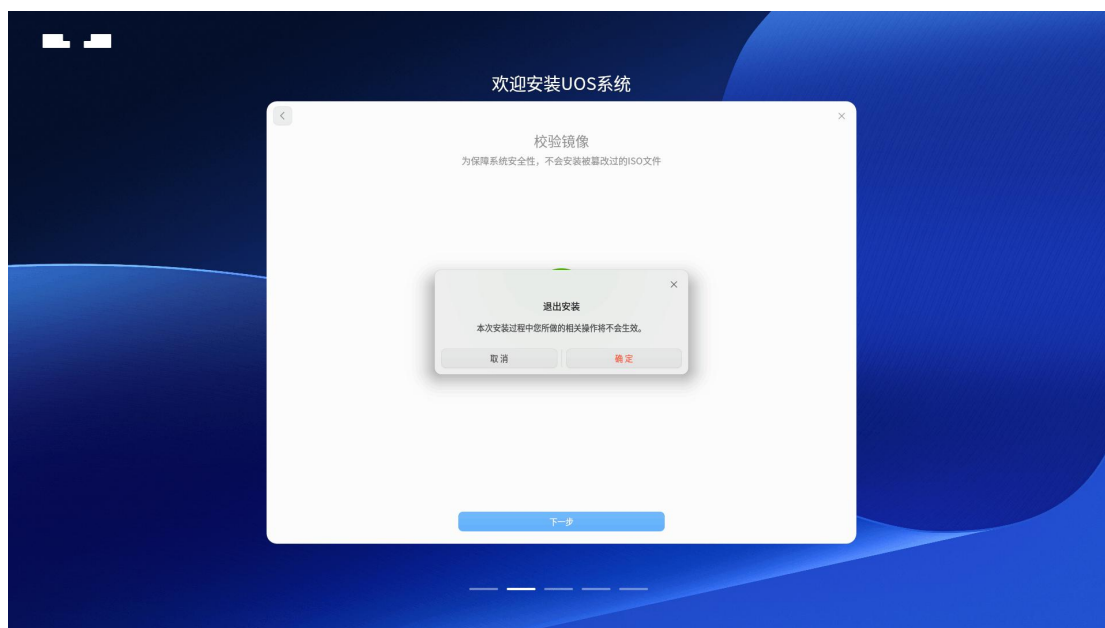 欢迎安装UOS系统
校验镜像
为保障系统安全性，不会安装被篡改过的ISO文件
退出安装
本次安装过程中您所做的相关操作将不会生效。
取消
确定
下一步